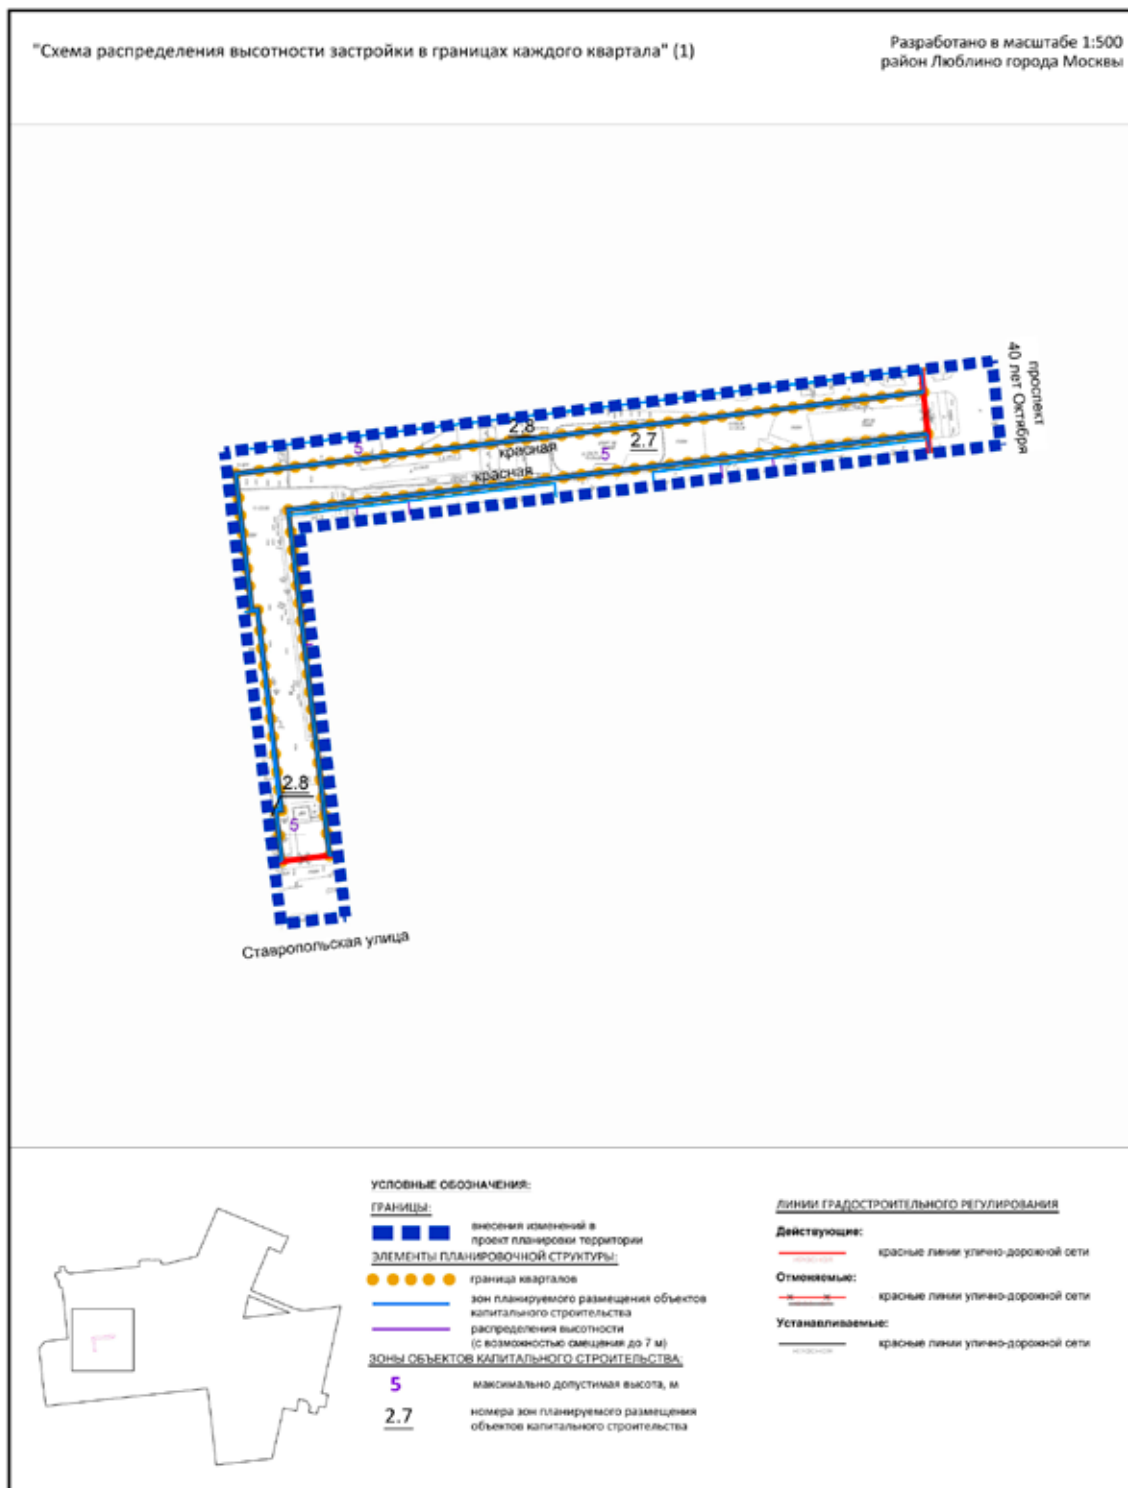 "Схема распределения высотности застройки в границах каждого квартала" (1)
Разработано в масштабе 1:500
район Люблино города Москвы
проспект
40 лет Октября
2.8
5
красная
2.7
5
красная
2.8
5
Ставропольская улица
УСЛОВНЫЕ ОБОЗНАЧЕНИЯ:
ГРАНИЦЫ:
внесения изменений в
проект планировки территории
ЭЛЕМЕНТЫ ПЛАНИРОВОЧНОЙ СТРУКТУРЫ:
граница кварталов
зон планируемого размещения объектов
капитального строительства
распределения высотности
(с возможностью смещения до 7 м)
ЗОНЫ ОБЪЕКТОВ КАПИТАЛЬНОГО СТРОИТЕЛЬСТВА:
5
максимально допустимая высота, м
2.7
номера зон планируемого размещения
объектов капитального строительства
ЛИНИИ ГРАДОСТРОИТЕЛЬНОГО РЕГУЛИРОВАНИЯ
Действующие:
красные линии улично-дорожной сети
Отменяемые:
красные линии улично-дорожной сети
Устанавливаемые:
красные линии улично-дорожной сети